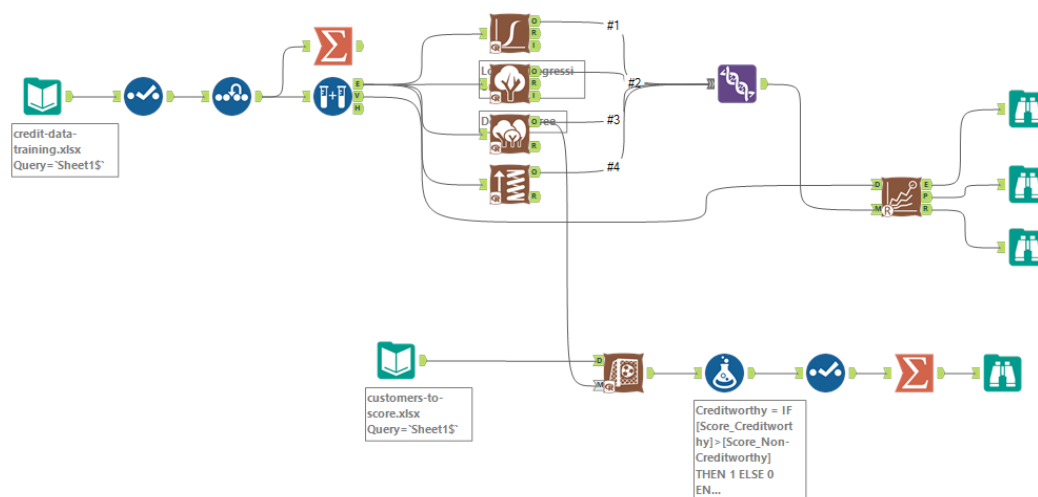 #1
#2
#3
#4
O
R
I
O
R
I
O
R
O
R
E
V
H
credit-data-
training.xlsx
Query=`Sheet1$`
D
M
E
P
R
R
D
M
customers-to-
score.xlsx
Query=`Sheet1$`
Creditworthy = IF
[Score_Creditwort
hy]>[Score_Non-
Creditworthy]
THEN 1 ELSE 0
EN...